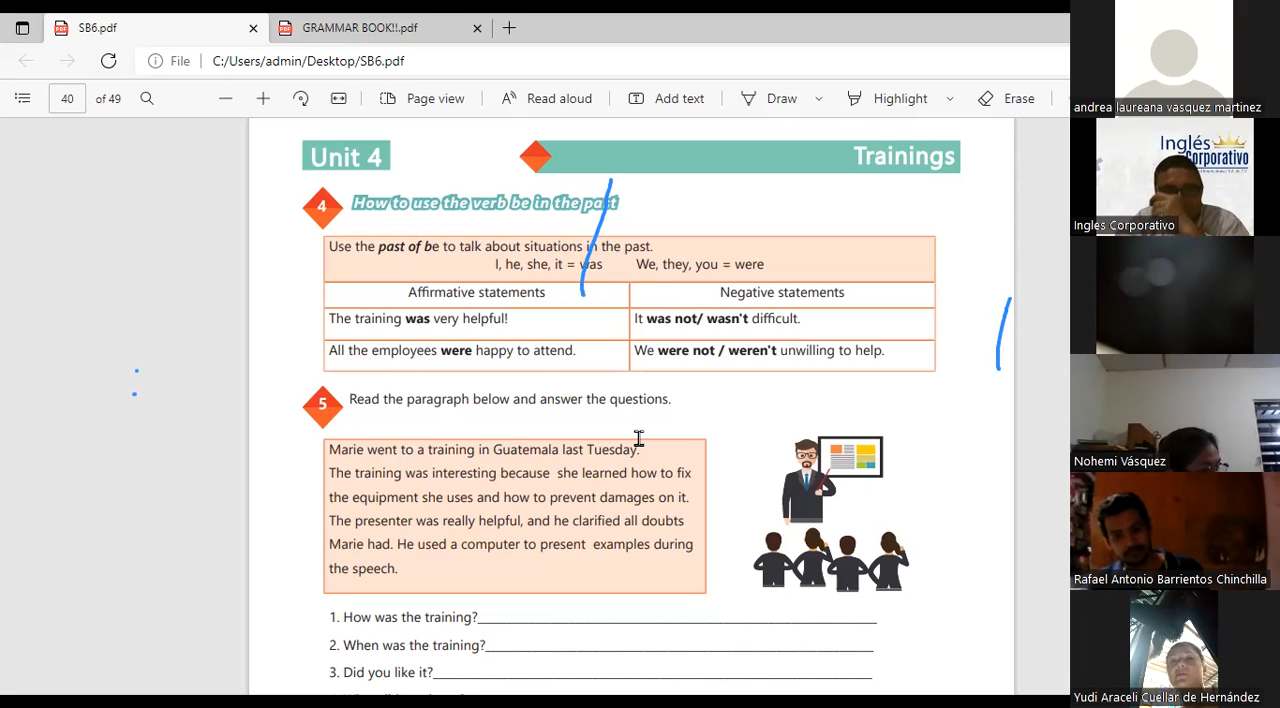 SB6.pdf
GRAMMAR BOOK!!.pdf
File C:/Users/admin/Desktop/SB6.pdf
40 of 49 Page view Read aloud Add text Draw Highlight Erase
Unit 4 Trainings
4 How to use the verb be in the past
Use the past of be to talk about situations in the past.
I, he, she, it = was We, they, you = were
Affirmative statements Negative statements
The training was very helpful! It was not/ wasn't difficult.
All the employees were happy to attend. We were not / weren't unwilling to help.
5 Read the paragraph below and answer the questions.
Marie went to a training in Guatemala last Tuesday.
The training was interesting because she learned how to fix
the equipment she uses and how to prevent damages on it.
The presenter was really helpful, and he clarified all doubts
Marie had. He used a computer to present examples during
the speech.
1. How was the training?
2. When was the training?
3. Did you like it?
andrea laureana vasquez martinez
Inglés
Corporativo
Ingles Corporativo
Nohemi Vásquez
Rafael Antonio Barrientos Chinchilla
Yudi Araceli Cuellar de Hernández